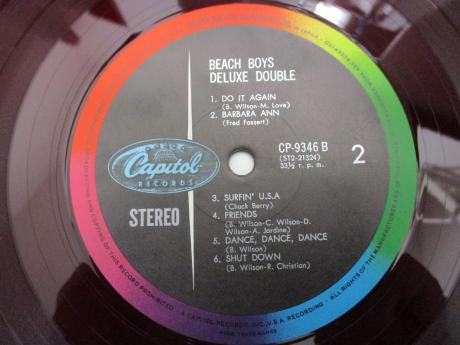 BEACH BOYS
DELUXE DOUBLE
1. DO IT AGAIN
(B. Wilson-M. Love)
2. BARBARA ANN
(Fred Fassert)
CP-9346 B
(ST2-21324)
33⅓ r. p. m.
2
Capitol
RECORDS
STEREO
3. SURFIN' U.S.A
(Chuck Berry)
4. FRIENDS
(B. Wilson-C. Wilson-D.
Wilson-A. Jardine)
5. DANCE, DANCE, DANCE
(B. Wilson)
6. SHUT DOWN
(B. Wilson-R. Christian)